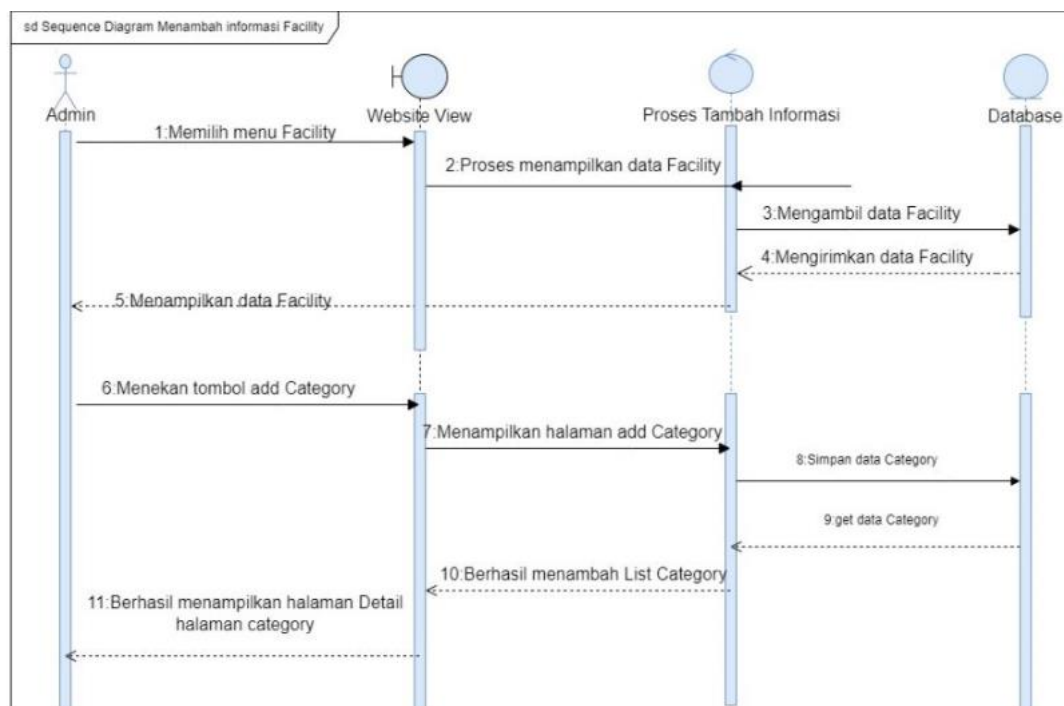 sd Sequence Diagram Menambah informasi Facility
Admin
Website View
Proses Tambah Informasi
Database
1:Memilih menu Facility
2:Proses menampilkan data Facility
3:Mengambil data Facility
4:Mengirimkan data Facility
5:Menampilkan data Facility
6:Menekan tombol add Category
7:Menampilkan halaman add Category
8:Simpan data Category
9:get data Category
10:Berhasil menambah List Category
11:Berhasil menampilkan halaman Detail
halaman category